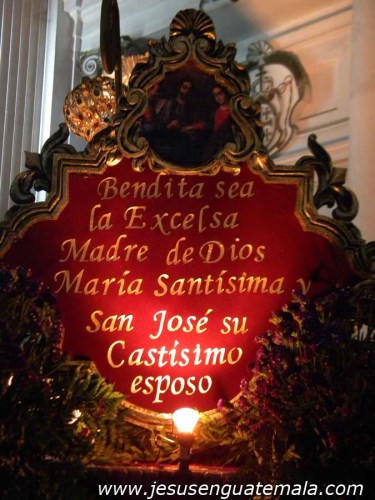 Bendita sea
la Excelsa
Madre de Dios
María Santísima y
San José su
Castísimo
esposo
www.jesusenguatemala.com